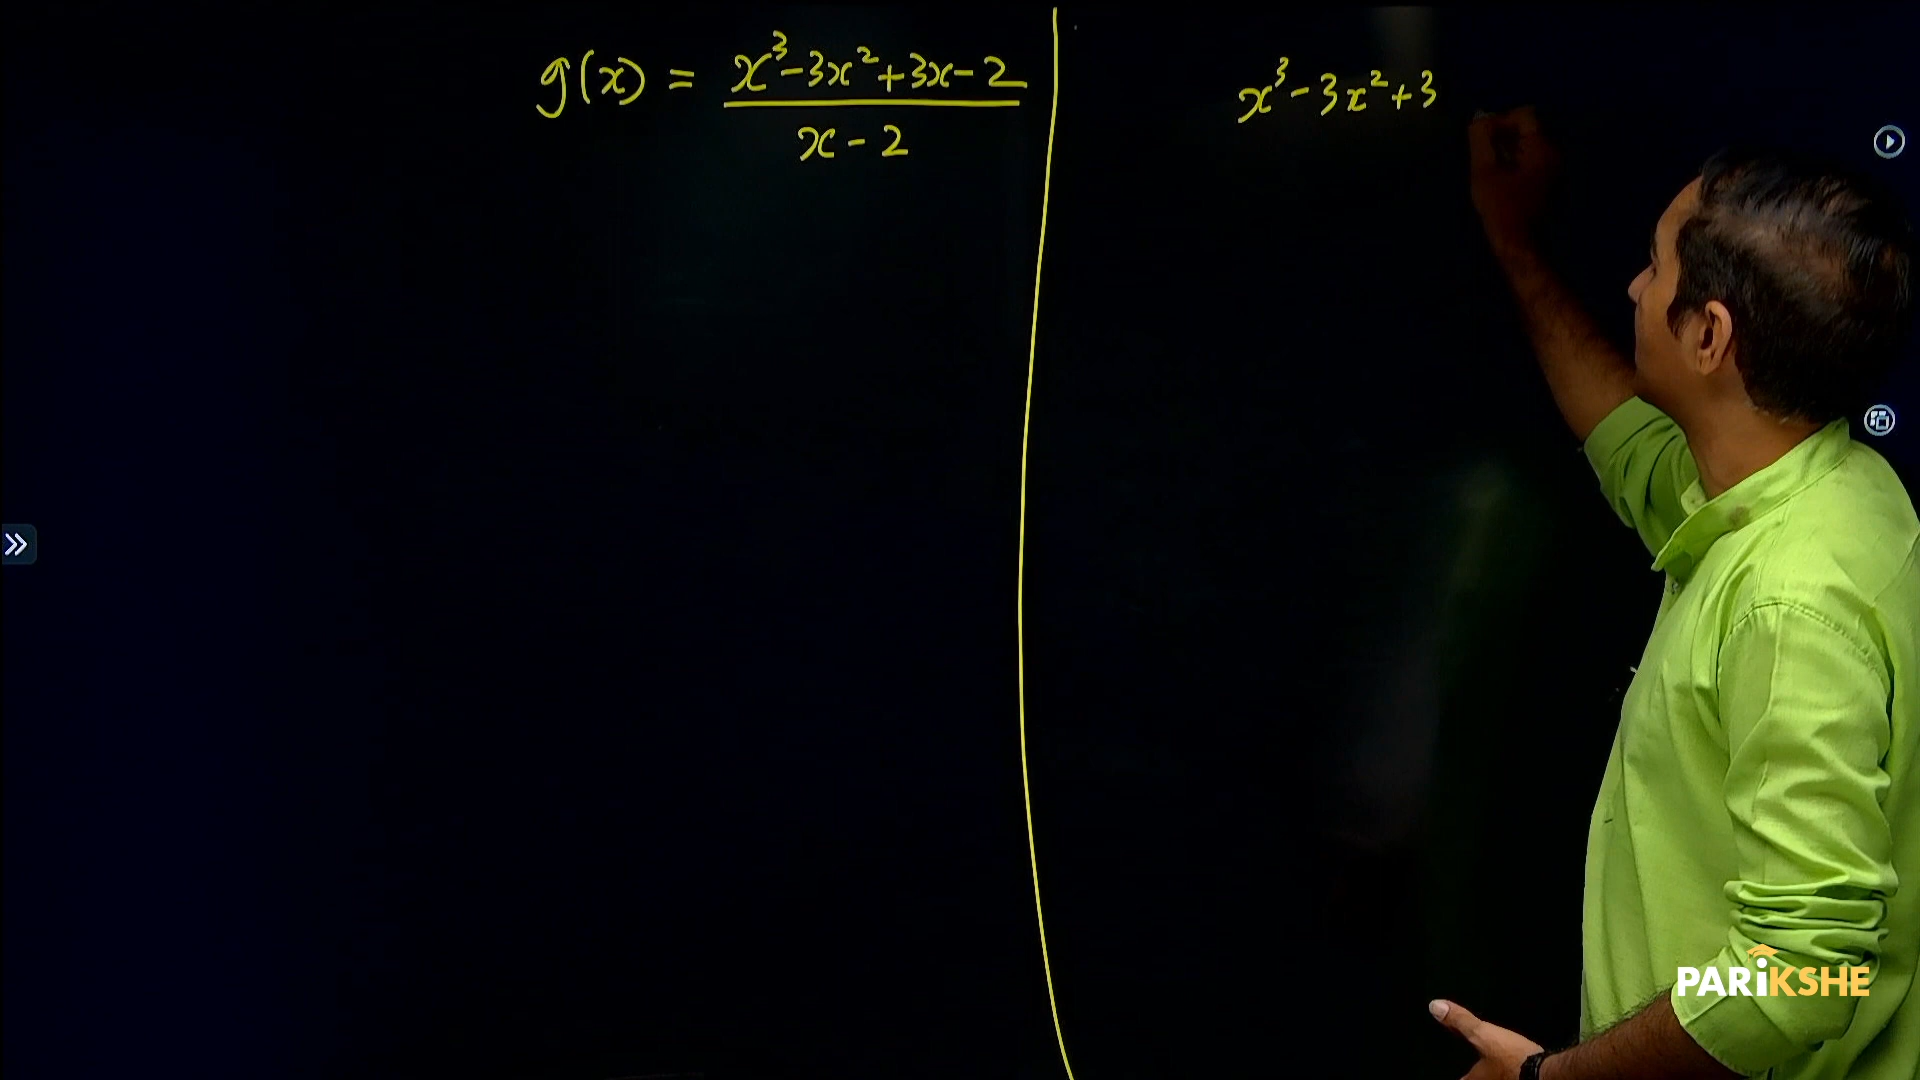 g(x) = x³-3x²+3x-2
x - 2
x³-3x²+3
PARiKSHE